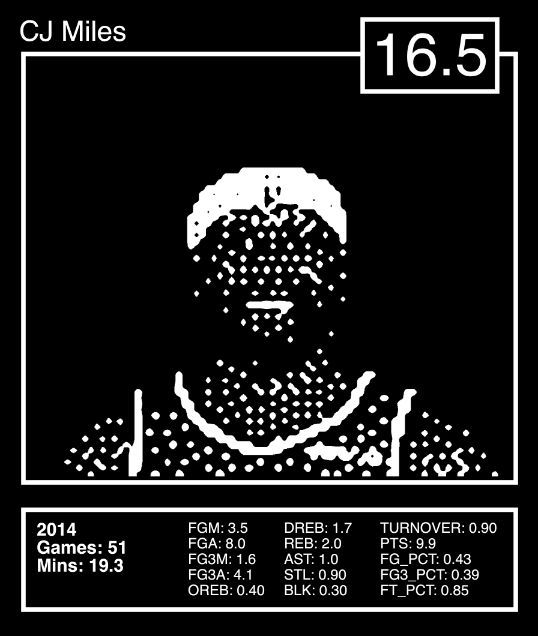 CJ Miles
16.5
2014
Games: 51
Mins: 19.3
FGM: 3.5
FGA: 8.0
FG3M: 1.6
FG3A: 4.1
OREB: 0.40
DREB: 1.7
REB: 2.0
AST: 1.0
STL: 0.90
BLK: 0.30
TURNOVER: 0.90
PTS: 9.9
FG_PCT: 0.43
FG3_PCT: 0.39
FT_PCT: 0.85